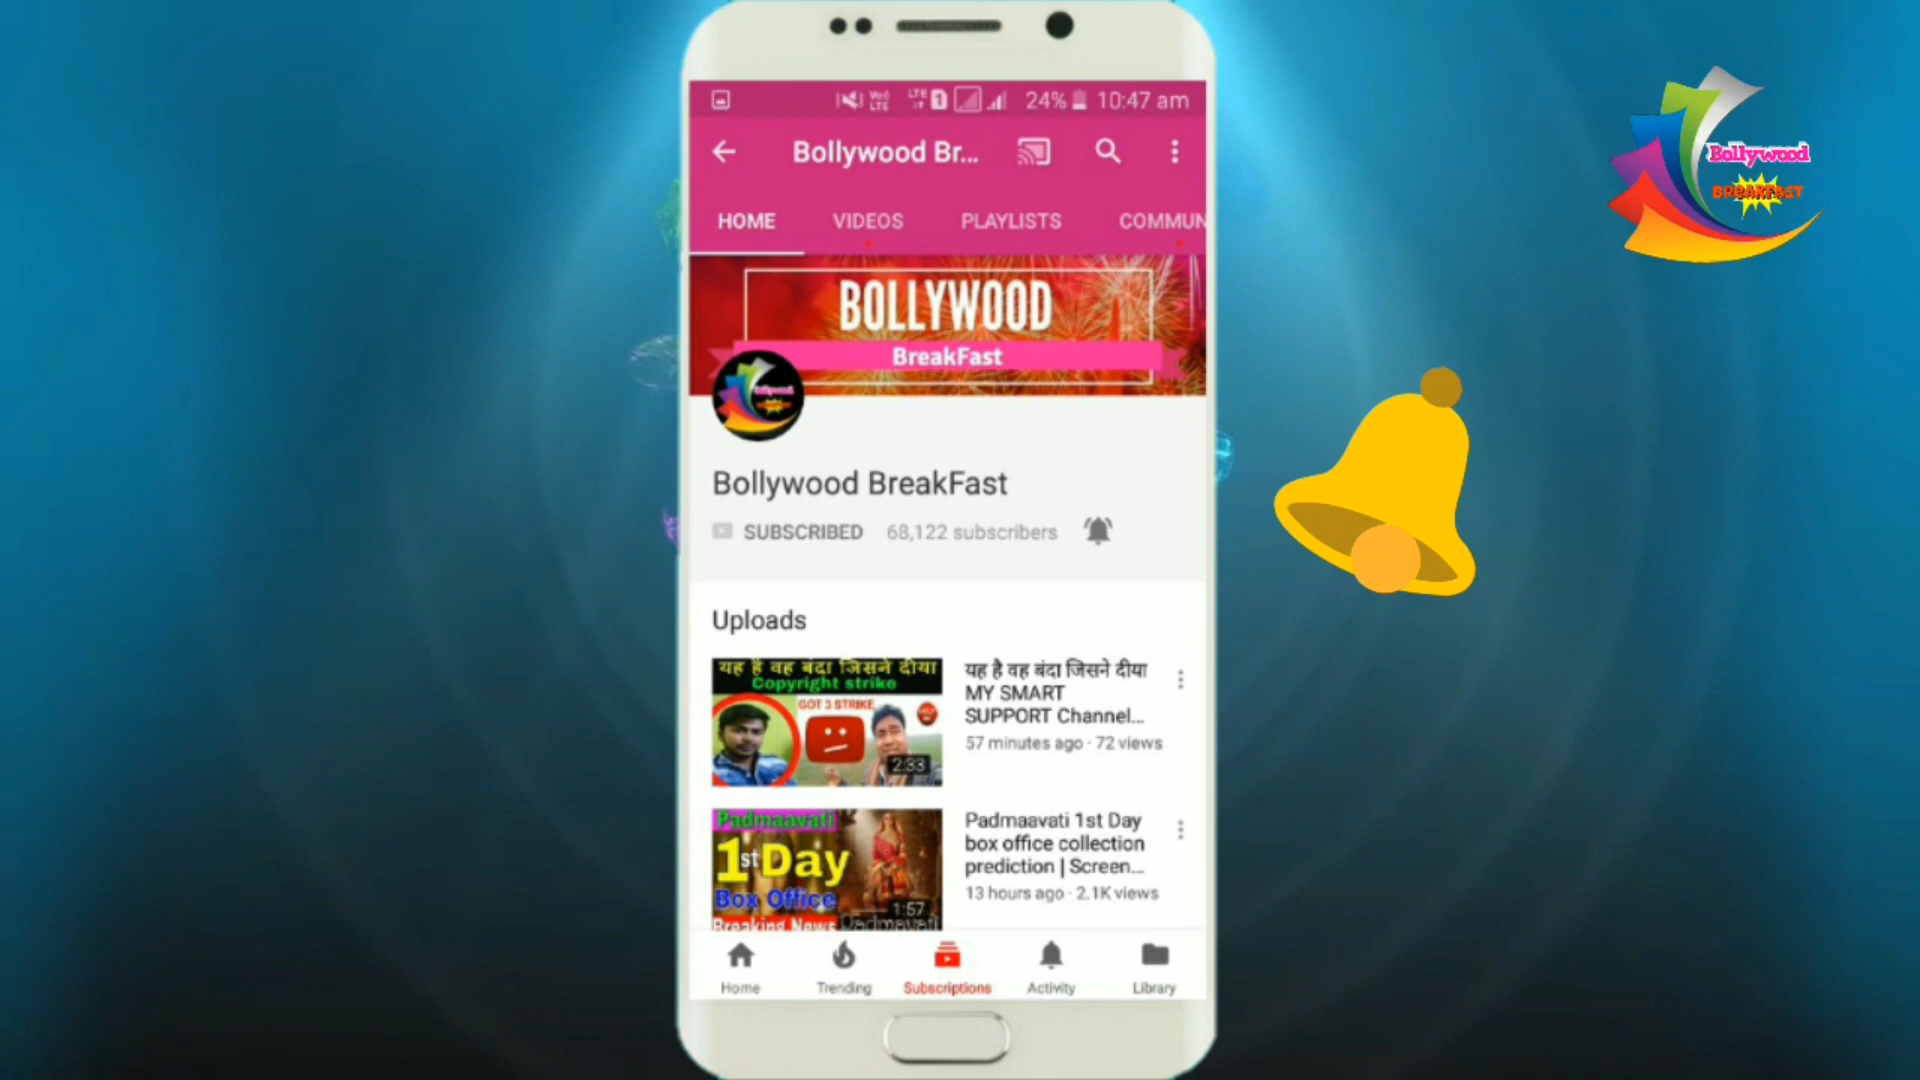 24% 10:47 am
Bollywood Br...
HOME VIDEOS PLAYLISTS COMMUN
Bollywood
BREAKFAST
BOLLYWOOD
BreakFast
Bollywood BreakFast
SUBSCRIBED 68,122 subscribers
Uploads
यह है वह बंदा जिसने दीया
Copyright strike
GOT 3 STRIKE
2:33
यह है वह बंदा जिसने दीया
MY SMART
SUPPORT Channel...
57 minutes ago · 72 views
Padmaavati
1st Day
Box Office
1:57
Breaking News Padmavati
Padmaavati 1st Day
box office collection
prediction | Screen...
13 hours ago · 2.1K views
Home Trending Subscriptions Activity Library